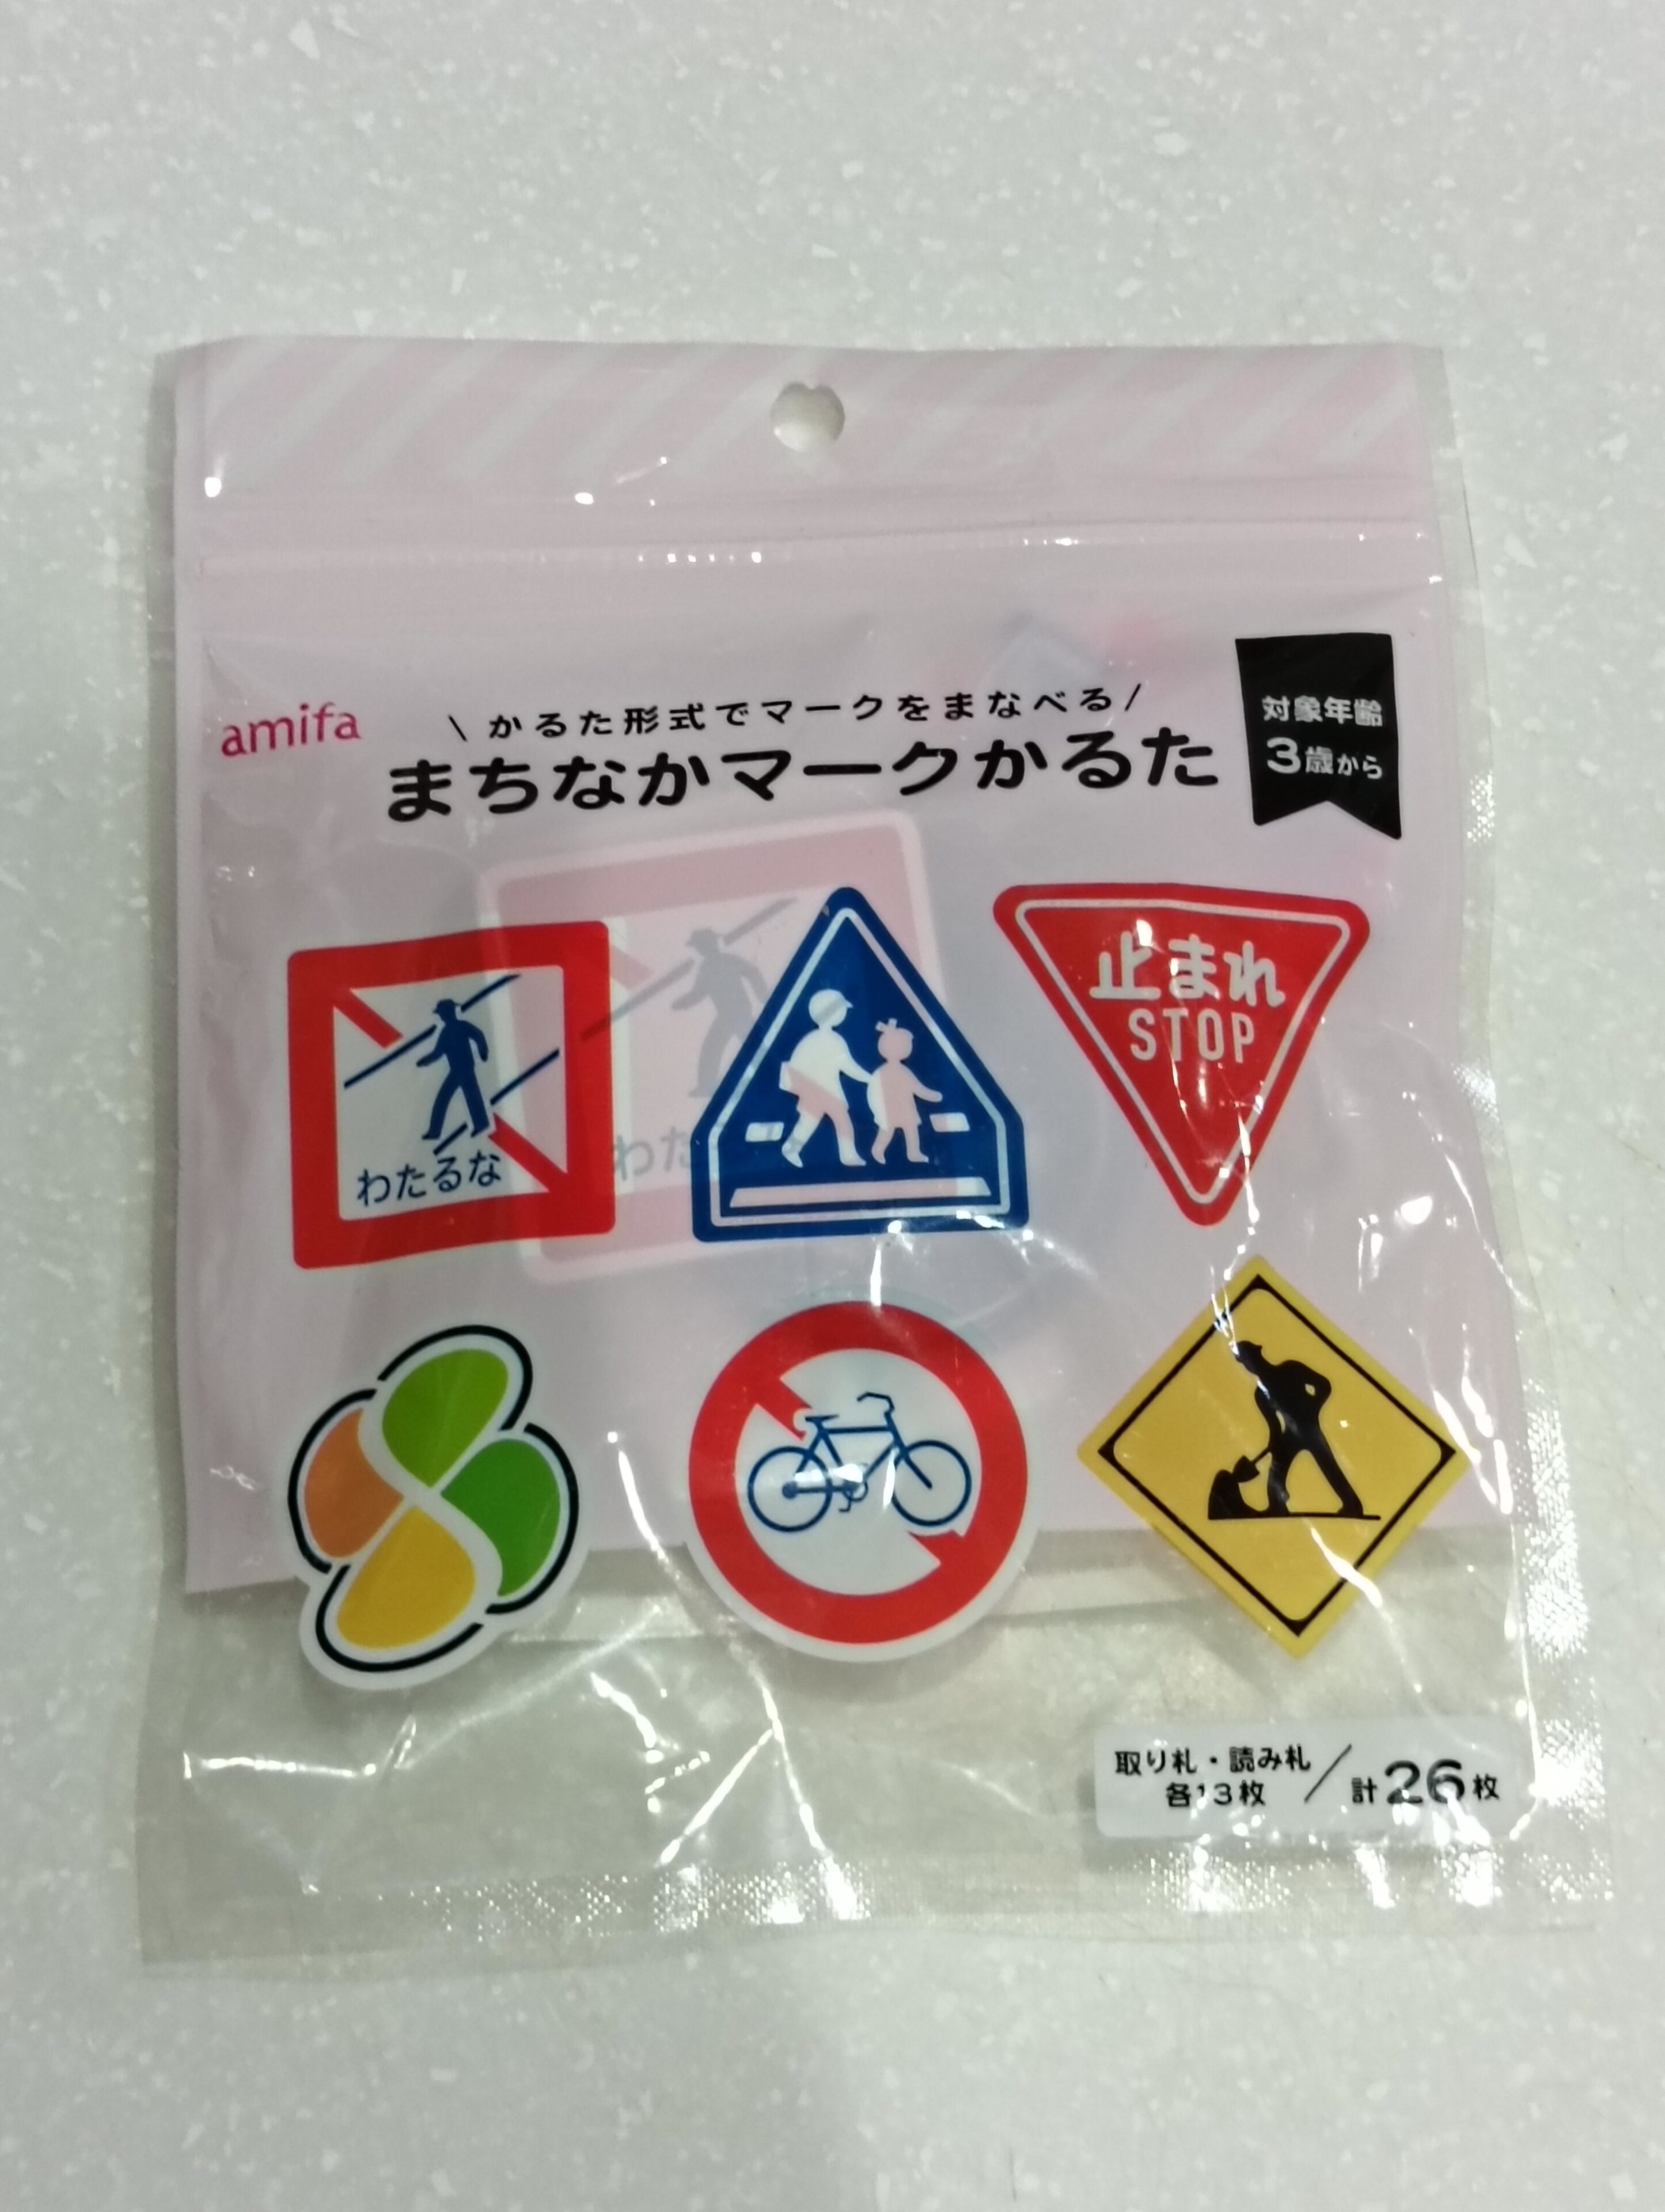 amifa
\ かるた形式でマークをまなべる /
まちなかマークかるた
対象年齢
3歳から
わたるな
わた
止まれ
STOP
取り札・読み札
各13枚
/ 計26枚